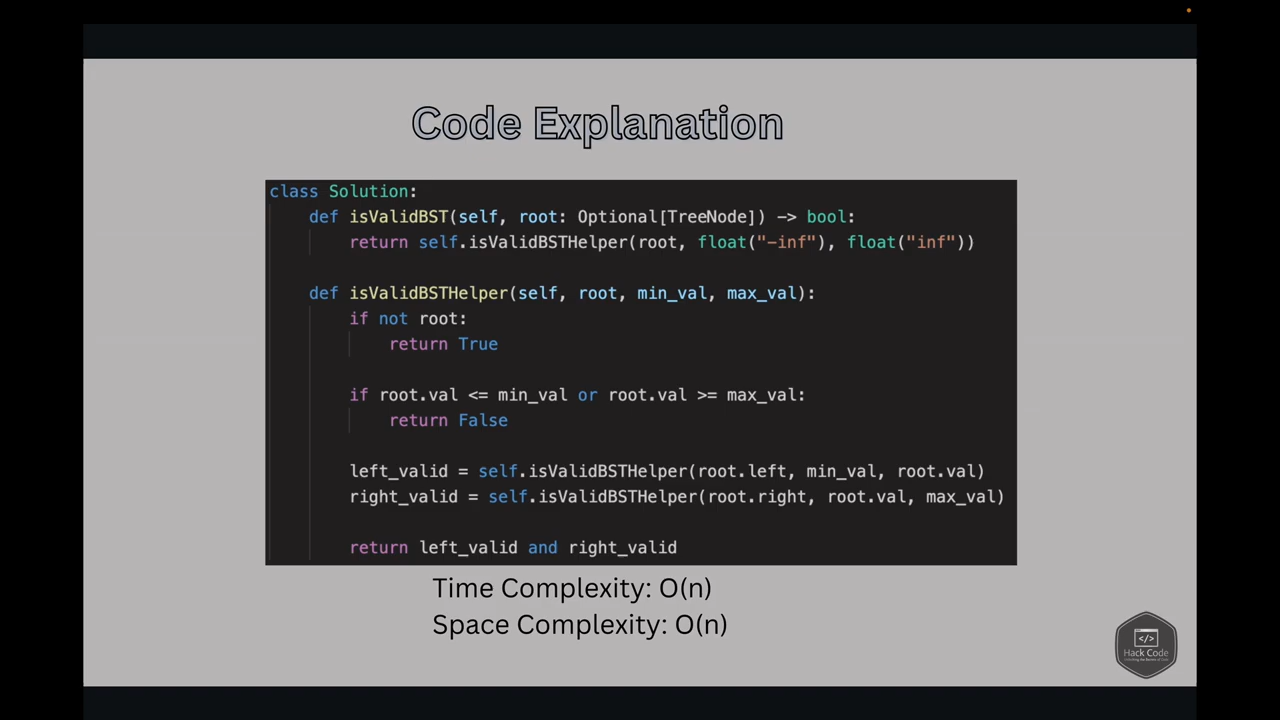 Code Explanation
class Solution:
def isValidBST(self, root: Optional[TreeNode]) -> bool:
return self.isValidBSTHelper(root, float("-inf"), float("inf"))
def isValidBSTHelper(self, root, min_val, max_val):
if not root:
return True
if root.val <= min_val or root.val >= max_val:
return False
left_valid = self.isValidBSTHelper(root.left, min_val, root.val)
right_valid = self.isValidBSTHelper(root.right, root.val, max_val)
return left_valid and right_valid
Time Complexity: O(n)
Space Complexity: O(n)
</>
Hack Code